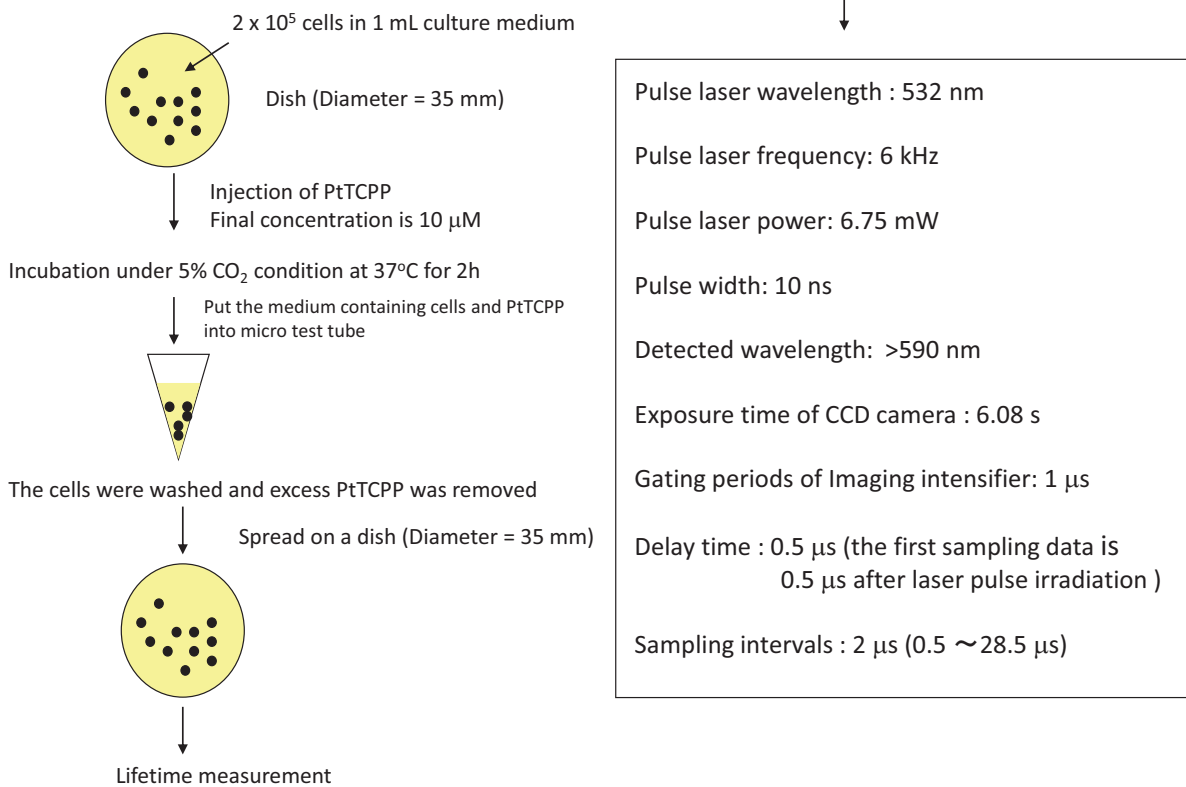 2 x 10⁵ cells in 1 mL culture medium
Dish (Diameter = 35 mm)
Injection of PtTCPP
Final concentration is 10 μM
Incubation under 5% CO₂ condition at 37°C for 2h
Put the medium containing cells and PtTCPP
into micro test tube
The cells were washed and excess PtTCPP was removed
Spread on a dish (Diameter = 35 mm)
Lifetime measurement
Pulse laser wavelength : 532 nm
Pulse laser frequency: 6 kHz
Pulse laser power: 6.75 mW
Pulse width: 10 ns
Detected wavelength: >590 nm
Exposure time of CCD camera : 6.08 s
Gating periods of Imaging intensifier: 1 μs
Delay time : 0.5 μs (the first sampling data is
0.5 μs after laser pulse irradiation )
Sampling intervals : 2 μs (0.5 ~28.5 μs)